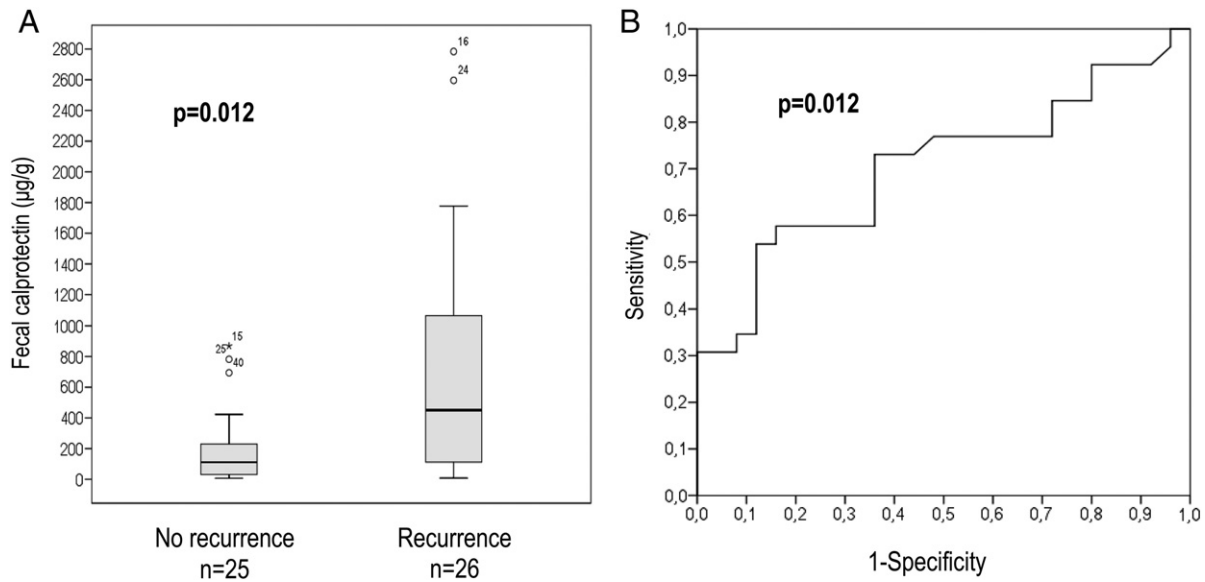 A
Fecal calprotectin (µg/g)
2800
2600
2400
2200
2000
1800
1600
1400
1200
1000
800
600
400
200
0
p=0.012
16
24
15
25
40
No recurrence
n=25
Recurrence
n=26
B
Sensitivity
1,0
0,9
0,8
0,7
0,6
0,5
0,4
0,3
0,2
0,1
0,0
p=0.012
0,0 0,1 0,2 0,3 0,4 0,5 0,6 0,7 0,8 0,9 1,0
1-Specificity